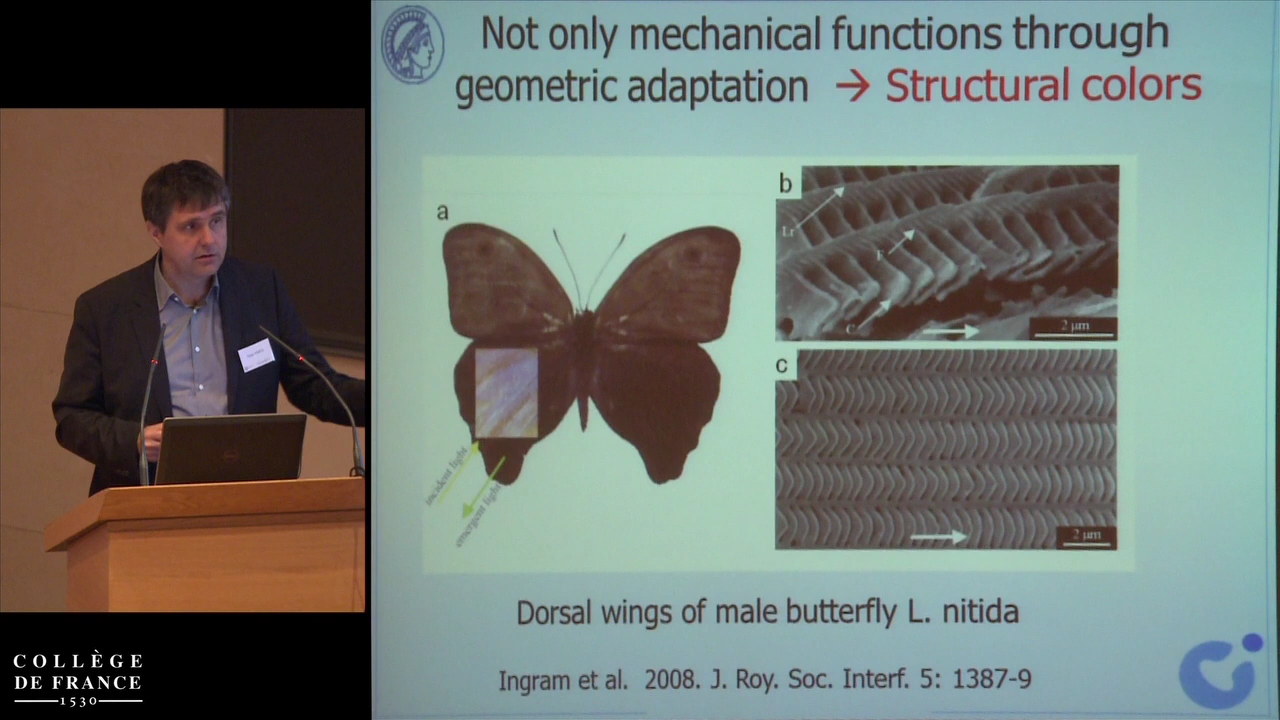 Not only mechanical functions through
geometric adaptation → Structural colors
a
incident light
emergent light
b
Lr
F
C
2 µm
c
2 µm
Dorsal wings of male butterfly L. nitida
Ingram et al. 2008. J. Roy. Soc. Interf. 5: 1387-9
COLLÈGE
DE FRANCE
1530